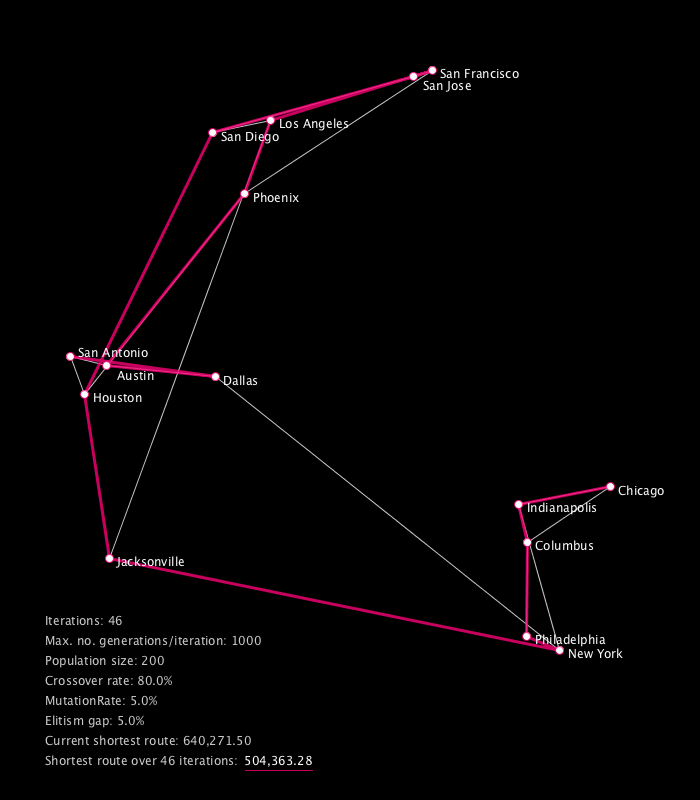 San Francisco
San Jose
Los Angeles
San Diego
Phoenix
San Antonio
Austin
Dallas
Houston
Chicago
Indianapolis
Columbus
Jacksonville
Philadelphia
New York
Iterations: 46
Max. no. generations/iteration: 1000
Population size: 200
Crossover rate: 80.0%
MutationRate: 5.0%
Elitism gap: 5.0%
Current shortest route: 640,271.50
Shortest route over 46 iterations: 504,363.28